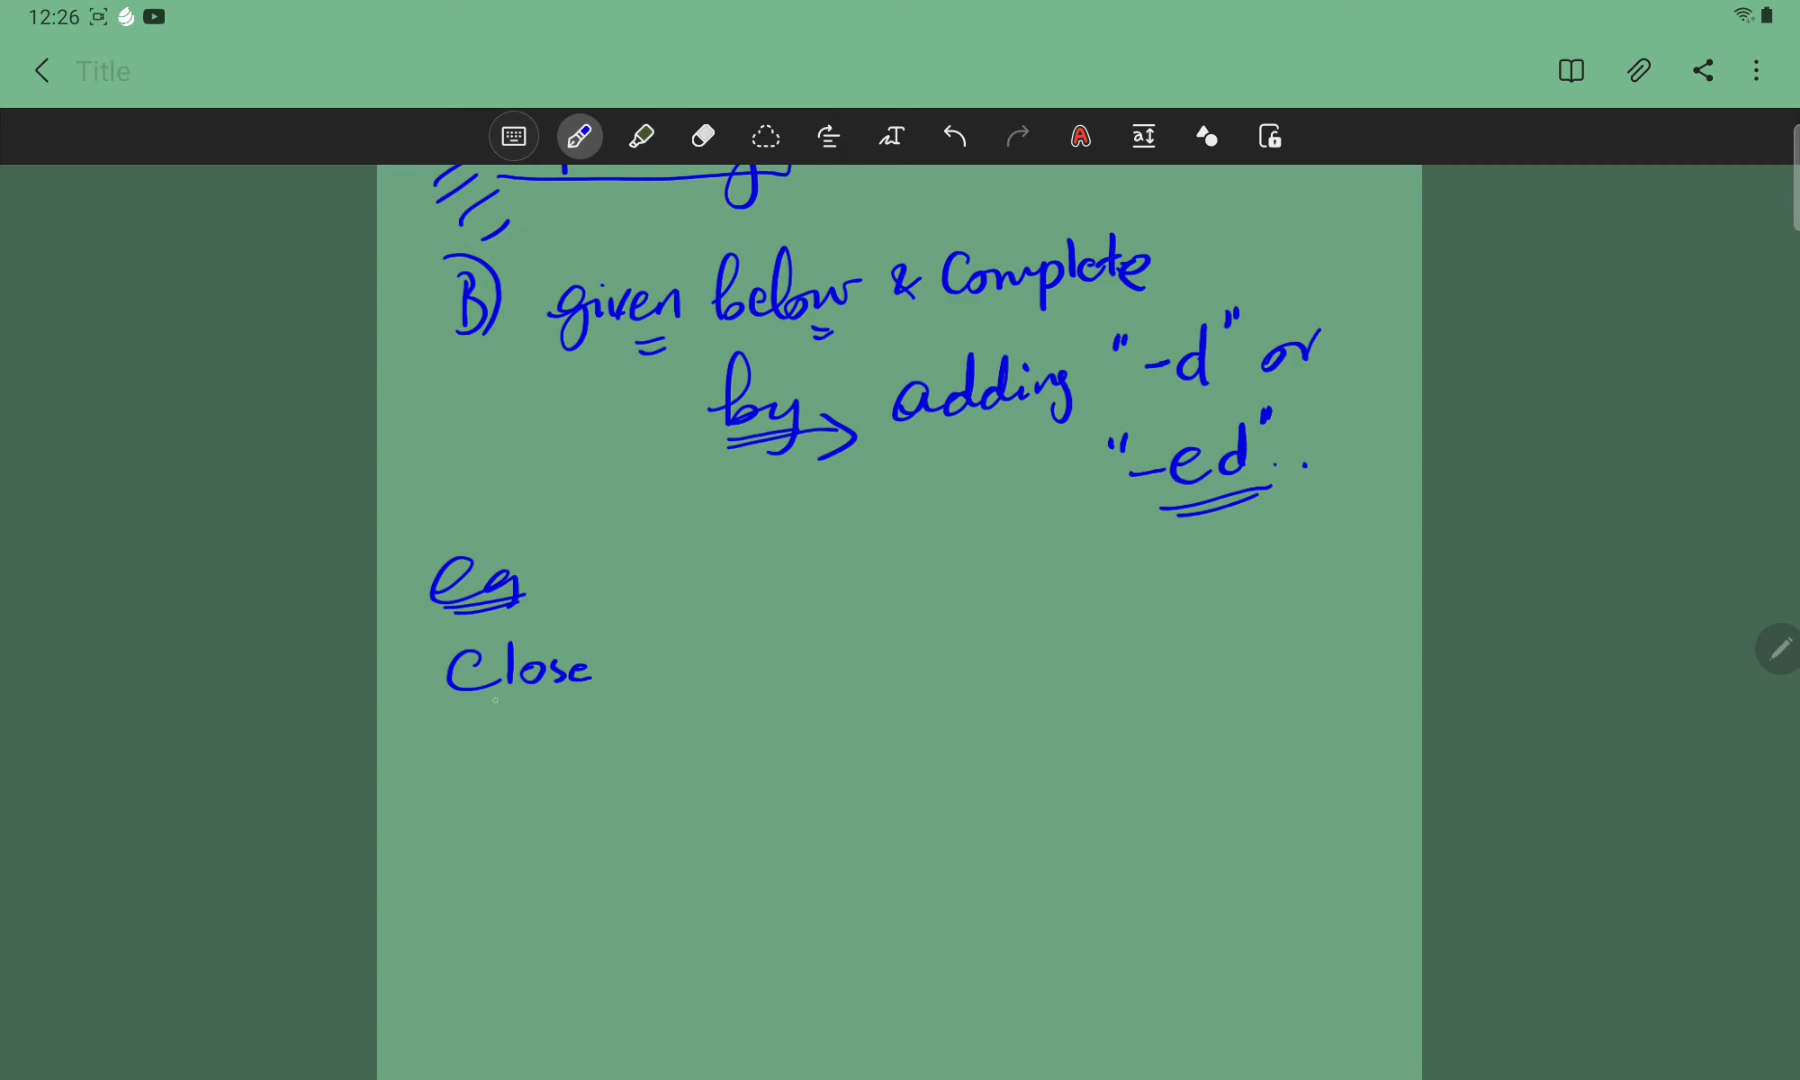 12:26
Title
B) given below & Complete
by → adding "-d" or
"-ed"..
eg
Close